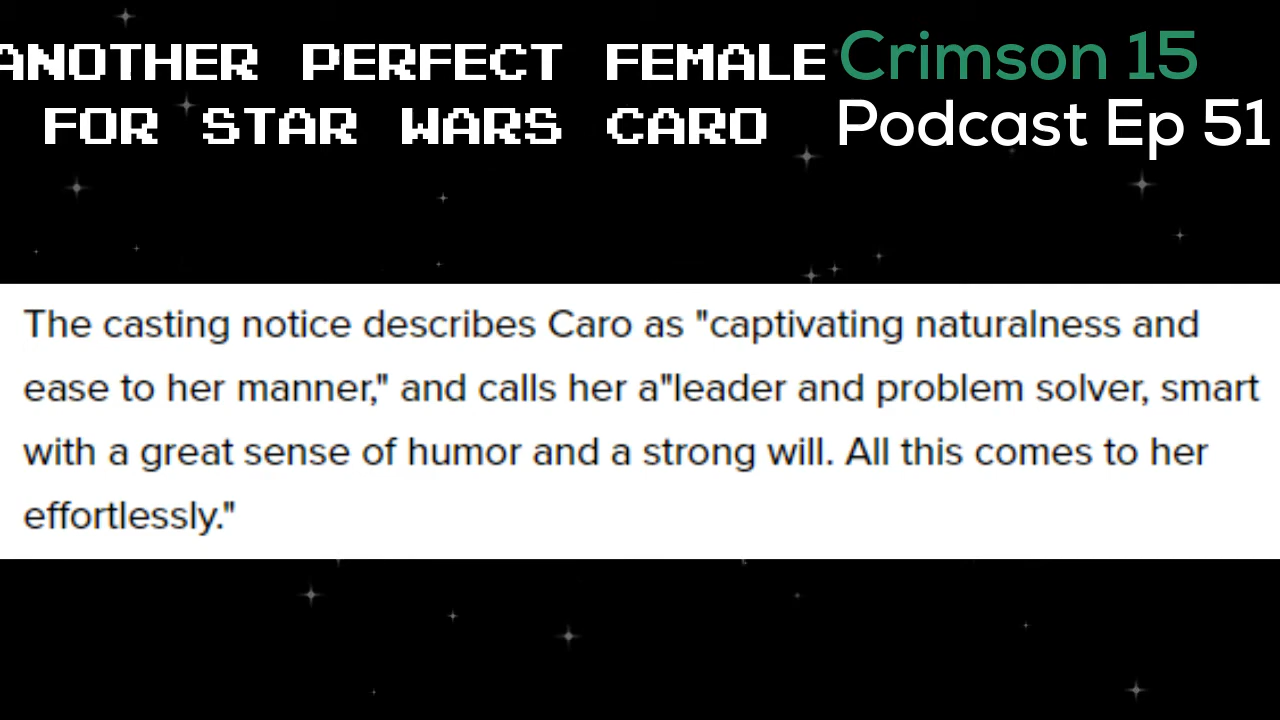 ANOTHER PERFECT FEMALE
FOR STAR WARS CARO
Crimson 15
Podcast Ep 51
The casting notice describes Caro as "captivating naturalness and
ease to her manner," and calls her a"leader and problem solver, smart
with a great sense of humor and a strong will. All this comes to her
effortlessly."